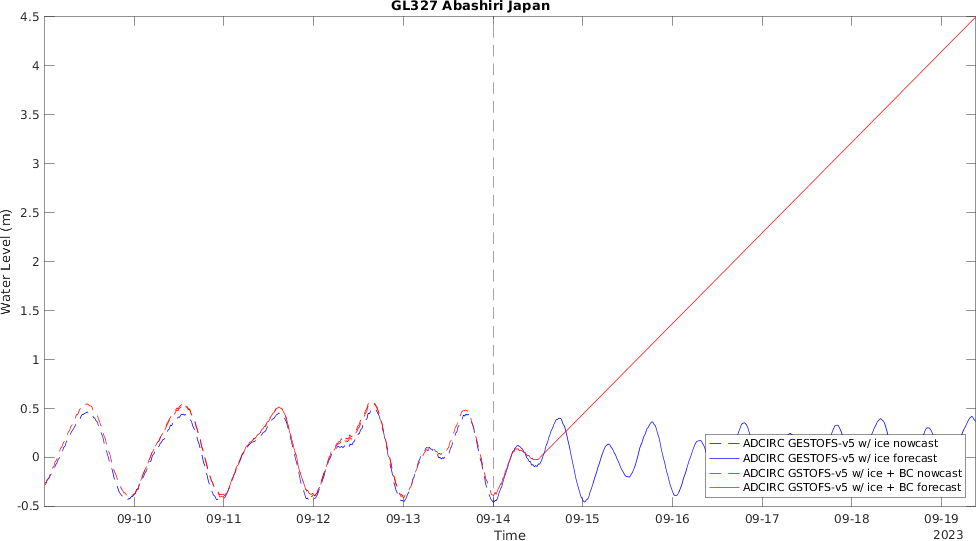 GL327 Abashiri Japan
4.5
4
3.5
3
2.5
2
1.5
1
0.5
0
-0.5
Water Level (m)
ADCIRC GESTOFS-v5 w/ ice nowcast
ADCIRC GESTOFS-v5 w/ ice forecast
ADCIRC GSTOFS-v5 w/ ice + BC nowcast
ADCIRC GSTOFS-v5 w/ ice + BC forecast
09-10 09-11 09-12 09-13 09-14 09-15 09-16 09-17 09-18 09-19
Time
2023